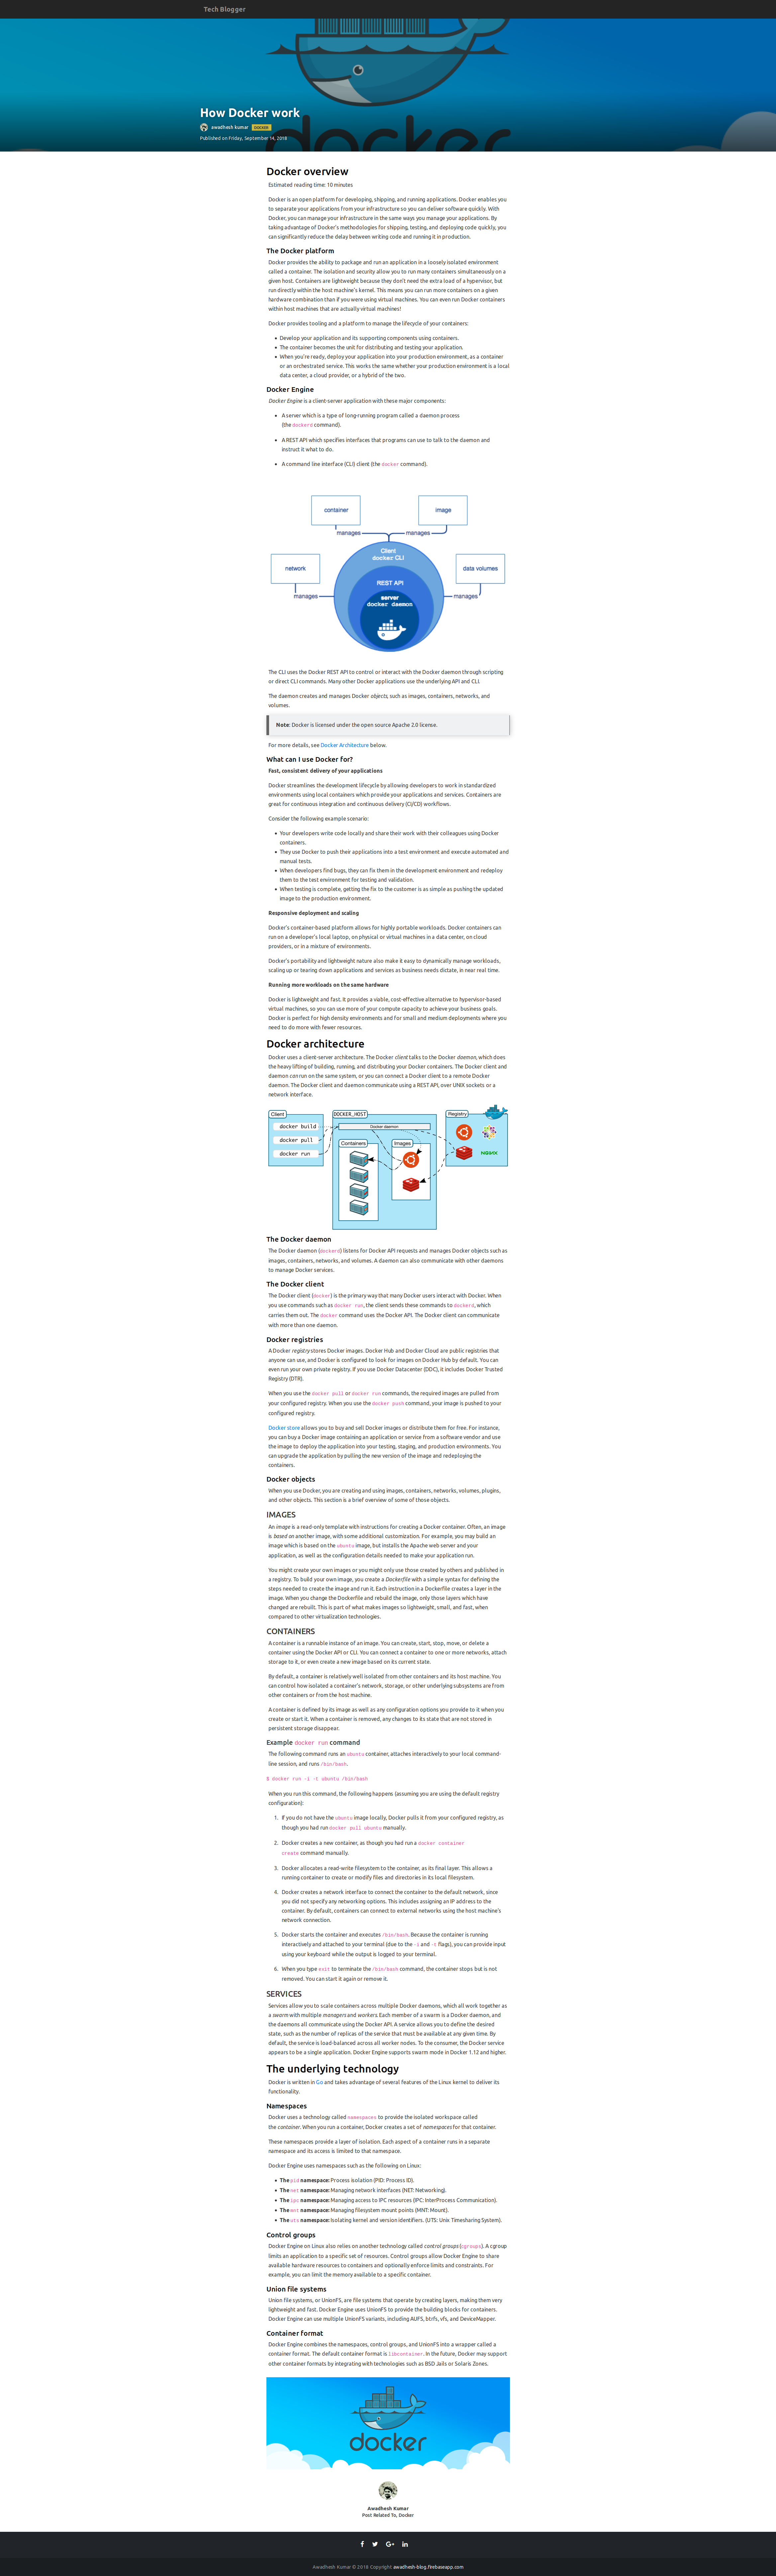 Tech Blogger
How Docker work
awadhesh kumar DOCKER
Published on Friday, September 14, 2018
docker
Docker overview
Estimated reading time: 10 minutes
Docker is an open platform for developing, shipping, and running applications. Docker enables you
to separate your applications from your infrastructure so you can deliver software quickly. With
Docker, you can manage your infrastructure in the same ways you manage your applications. By
taking advantage of Docker's methodologies for shipping, testing, and deploying code quickly, you
can significantly reduce the delay between writing code and running it in production.
The Docker platform
Docker provides the ability to package and run an application in a loosely isolated environment
called a container. The isolation and security allow you to run many containers simultaneously on a
given host. Containers are lightweight because they don't need the extra load of a hypervisor, but
run directly within the host machine's kernel. This means you can run more containers on a given
hardware combination than if you were using virtual machines. You can even run Docker containers
within host machines that are actually virtual machines!
Docker provides tooling and a platform to manage the lifecycle of your containers:
• Develop your application and its supporting components using containers.
• The container becomes the unit for distributing and testing your application.
• When you're ready, deploy your application into your production environment, as a container
or an orchestrated service. This works the same whether your production environment is a local
data center, a cloud provider, or a hybrid of the two.
Docker Engine
Docker Engine is a client-server application with these major components:
• A server which is a type of long-running program called a daemon process
(the dockerd command).
• A REST API which specifies interfaces that programs can use to talk to the daemon and
instruct it what to do.
• A command line interface (CLI) client (the docker command).
container image
manages manages
Client
docker CLI
network data volumes
REST API
manages manages
server
docker daemon
The CLI uses the Docker REST API to control or interact with the Docker daemon through scripting
or direct CLI commands. Many other Docker applications use the underlying API and CLI.
The daemon creates and manages Docker objects, such as images, containers, networks, and
volumes.
Note: Docker is licensed under the open source Apache 2.0 license.
For more details, see Docker Architecture below.
What can I use Docker for?
Fast, consistent delivery of your applications
Docker streamlines the development lifecycle by allowing developers to work in standardized
environments using local containers which provide your applications and services. Containers are
great for continuous integration and continuous delivery (CI/CD) workflows.
Consider the following example scenario:
• Your developers write code locally and share their work with their colleagues using Docker
containers.
• They use Docker to push their applications into a test environment and execute automated and
manual tests.
• When developers find bugs, they can fix them in the development environment and redeploy
them to the test environment for testing and validation.
• When testing is complete, getting the fix to the customer is as simple as pushing the updated
image to the production environment.
Responsive deployment and scaling
Docker's container-based platform allows for highly portable workloads. Docker containers can
run on a developer's local laptop, on physical or virtual machines in a data center, on cloud
providers, or in a mixture of environments.
Docker's portability and lightweight nature also make it easy to dynamically manage workloads,
scaling up or tearing down applications and services as business needs dictate, in near real time.
Running more workloads on the same hardware
Docker is lightweight and fast. It provides a viable, cost-effective alternative to hypervisor-based
virtual machines, so you can use more of your compute capacity to achieve your business goals.
Docker is perfect for high density environments and for small and medium deployments where you
need to do more with fewer resources.
Docker architecture
Docker uses a client-server architecture. The Docker client talks to the Docker daemon, which does
the heavy lifting of building, running, and distributing your Docker containers. The Docker client and
daemon can run on the same system, or you can connect a Docker client to a remote Docker
daemon. The Docker client and daemon communicate using a REST API, over UNIX sockets or a
network interface.
Client DOCKER_HOST Registry
docker build Docker daemon
docker pull Containers Images
docker run NGINX
The Docker daemon
The Docker daemon (dockerd) listens for Docker API requests and manages Docker objects such as
images, containers, networks, and volumes. A daemon can also communicate with other daemons
to manage Docker services.
The Docker client
The Docker client (docker) is the primary way that many Docker users interact with Docker. When
you use commands such as docker run, the client sends these commands to dockerd, which
carries them out. The docker command uses the Docker API. The Docker client can communicate
with more than one daemon.
Docker registries
A Docker registry stores Docker images. Docker Hub and Docker Cloud are public registries that
anyone can use, and Docker is configured to look for images on Docker Hub by default. You can
even run your own private registry. If you use Docker Datacenter (DDC), it includes Docker Trusted
Registry (DTR).
When you use the docker pull or docker run commands, the required images are pulled from
your configured registry. When you use the docker push command, your image is pushed to your
configured registry.
Docker store allows you to buy and sell Docker images or distribute them for free. For instance,
you can buy a Docker image containing an application or service from a software vendor and use
the image to deploy the application into your testing, staging, and production environments. You
can upgrade the application by pulling the new version of the image and redeploying the
containers.
Docker objects
When you use Docker, you are creating and using images, containers, networks, volumes, plugins,
and other objects. This section is a brief overview of some of those objects.
IMAGES
An image is a read-only template with instructions for creating a Docker container. Often, an image
is based on another image, with some additional customization. For example, you may build an
image which is based on the ubuntu image, but installs the Apache web server and your
application, as well as the configuration details needed to make your application run.
You might create your own images or you might only use those created by others and published in
a registry. To build your own image, you create a Dockerfile with a simple syntax for defining the
steps needed to create the image and run it. Each instruction in a Dockerfile creates a layer in the
image. When you change the Dockerfile and rebuild the image, only those layers which have
changed are rebuilt. This is part of what makes images so lightweight, small, and fast, when
compared to other virtualization technologies.
CONTAINERS
A container is a runnable instance of an image. You can create, start, stop, move, or delete a
container using the Docker API or CLI. You can connect a container to one or more networks, attach
storage to it, or even create a new image based on its current state.
By default, a container is relatively well isolated from other containers and its host machine. You
can control how isolated a container's network, storage, or other underlying subsystems are from
other containers or from the host machine.
A container is defined by its image as well as any configuration options you provide to it when you
create or start it. When a container is removed, any changes to its state that are not stored in
persistent storage disappear.
Example docker run command
The following command runs an ubuntu container, attaches interactively to your local command-
line session, and runs /bin/bash.
$ docker run -i -t ubuntu /bin/bash
When you run this command, the following happens (assuming you are using the default registry
configuration):
1. If you do not have the ubuntu image locally, Docker pulls it from your configured registry, as
though you had run docker pull ubuntu manually.
2. Docker creates a new container, as though you had run a docker container
create command manually.
3. Docker allocates a read-write filesystem to the container, as its final layer. This allows a
running container to create or modify files and directories in its local filesystem.
4. Docker creates a network interface to connect the container to the default network, since
you did not specify any networking options. This includes assigning an IP address to the
container. By default, containers can connect to external networks using the host machine's
network connection.
5. Docker starts the container and executes /bin/bash. Because the container is running
interactively and attached to your terminal (due to the -i and -t flags), you can provide input
using your keyboard while the output is logged to your terminal.
6. When you type exit to terminate the /bin/bash command, the container stops but is not
removed. You can start it again or remove it.
SERVICES
Services allow you to scale containers across multiple Docker daemons, which all work together as
a swarm with multiple managers and workers. Each member of a swarm is a Docker daemon, and
the daemons all communicate using the Docker API. A service allows you to define the desired
state, such as the number of replicas of the service that must be available at any given time. By
default, the service is load-balanced across all worker nodes. To the consumer, the Docker service
appears to be a single application. Docker Engine supports swarm mode in Docker 1.12 and higher.
The underlying technology
Docker is written in Go and takes advantage of several features of the Linux kernel to deliver its
functionality.
Namespaces
Docker uses a technology called namespaces to provide the isolated workspace called
the container. When you run a container, Docker creates a set of namespaces for that container.
These namespaces provide a layer of isolation. Each aspect of a container runs in a separate
namespace and its access is limited to that namespace.
Docker Engine uses namespaces such as the following on Linux:
• The pid namespace: Process isolation (PID: Process ID).
• The net namespace: Managing network interfaces (NET: Networking).
• The ipc namespace: Managing access to IPC resources (IPC: InterProcess Communication).
• The mnt namespace: Managing filesystem mount points (MNT: Mount).
• The uts namespace: Isolating kernel and version identifiers. (UTS: Unix Timesharing System).
Control groups
Docker Engine on Linux also relies on another technology called control groups (cgroups). A cgroup
limits an application to a specific set of resources. Control groups allow Docker Engine to share
available hardware resources to containers and optionally enforce limits and constraints. For
example, you can limit the memory available to a specific container.
Union file systems
Union file systems, or UnionFS, are file systems that operate by creating layers, making them very
lightweight and fast. Docker Engine uses UnionFS to provide the building blocks for containers.
Docker Engine can use multiple UnionFS variants, including AUFS, btrfs, vfs, and DeviceMapper.
Container format
Docker Engine combines the namespaces, control groups, and UnionFS into a wrapper called a
container format. The default container format is libcontainer. In the future, Docker may support
other container formats by integrating with technologies such as BSD Jails or Solaris Zones.
docker
Awadhesh Kumar
Post Related To, Docker
Awadhesh Kumar © 2018 Copyright awadhesh-blog.firebaseapp.com